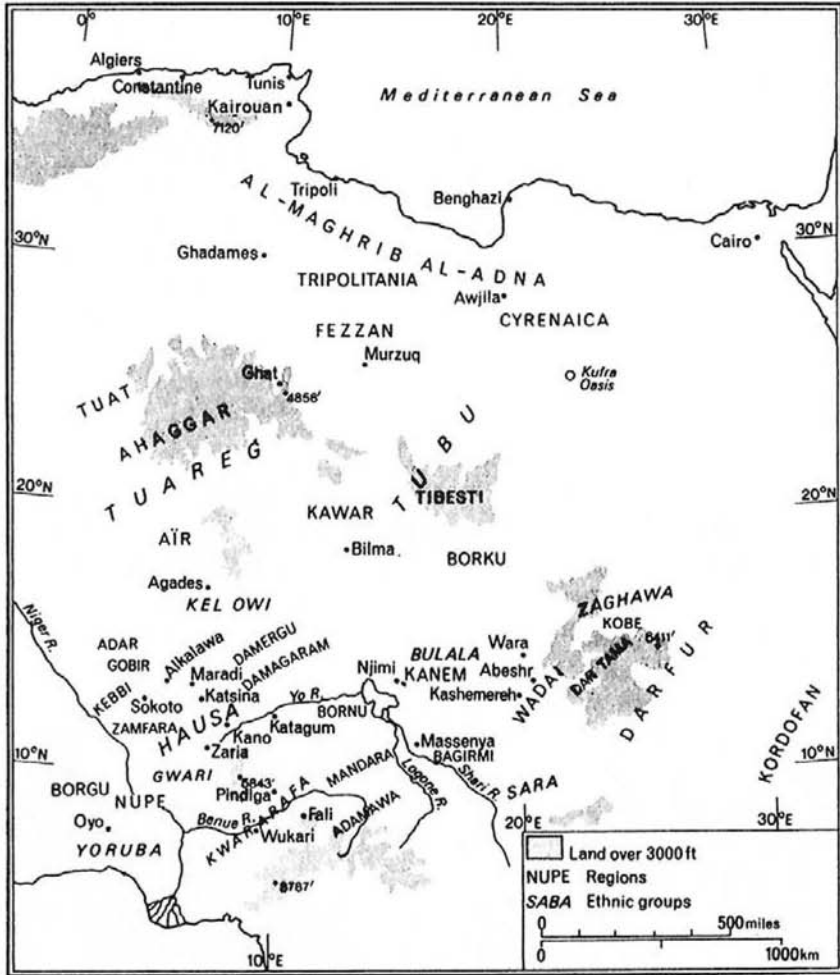 0°
10°E
20°E
30°E
Algiers
Constantine
Tunis
Kairouan
7120′
Mediterranean Sea
Tripoli
Benghazi
Cairo
30°N
30°N
Ghadames
AL-MAGHRIB AL-ADNA
TRIPOLITANIA
Awjila
CYRENAICA
FEZZAN
Murzuq
Kufra
Oasis
Ghat
4856′
TUAT
AHAGGAR
TUAREG
TUBU
TIBESTI
20°N
20°N
KAWAR
AÏR
Bilma
BORKU
Agades
KEL OWI
ZAGHAWA
KOBE
6411′
Niger R.
ADAR
GOBIR
Alkalawa
Maradi
DAMERGU
DAMAGARAM
BULALA
Wara
DAR TAMA
KEBBI
Sokoto
Katsina
Njimi
KANEM
Abeshr
Kashemereh
WADAI
DARFUR
ZAMFARA
HAUSA
Yo R.
BORNU
Kano
Katagum
Zaria
Massenya
BAGIRMI
KORDOFAN
10°N
10°N
GWARI
MANDARA
Logone R.
Shari R.
SARA
BORGU
NUPE
6843′
Pindiga
Fali
ADAMAWA
Oyo
Benue R.
KWARARAFA
Wukari
YORUBA
20°E
30°E
8787′
10°E
Land over 3000 ft
NUPE Regions
SABA Ethnic groups
0 500 miles
0 1000km